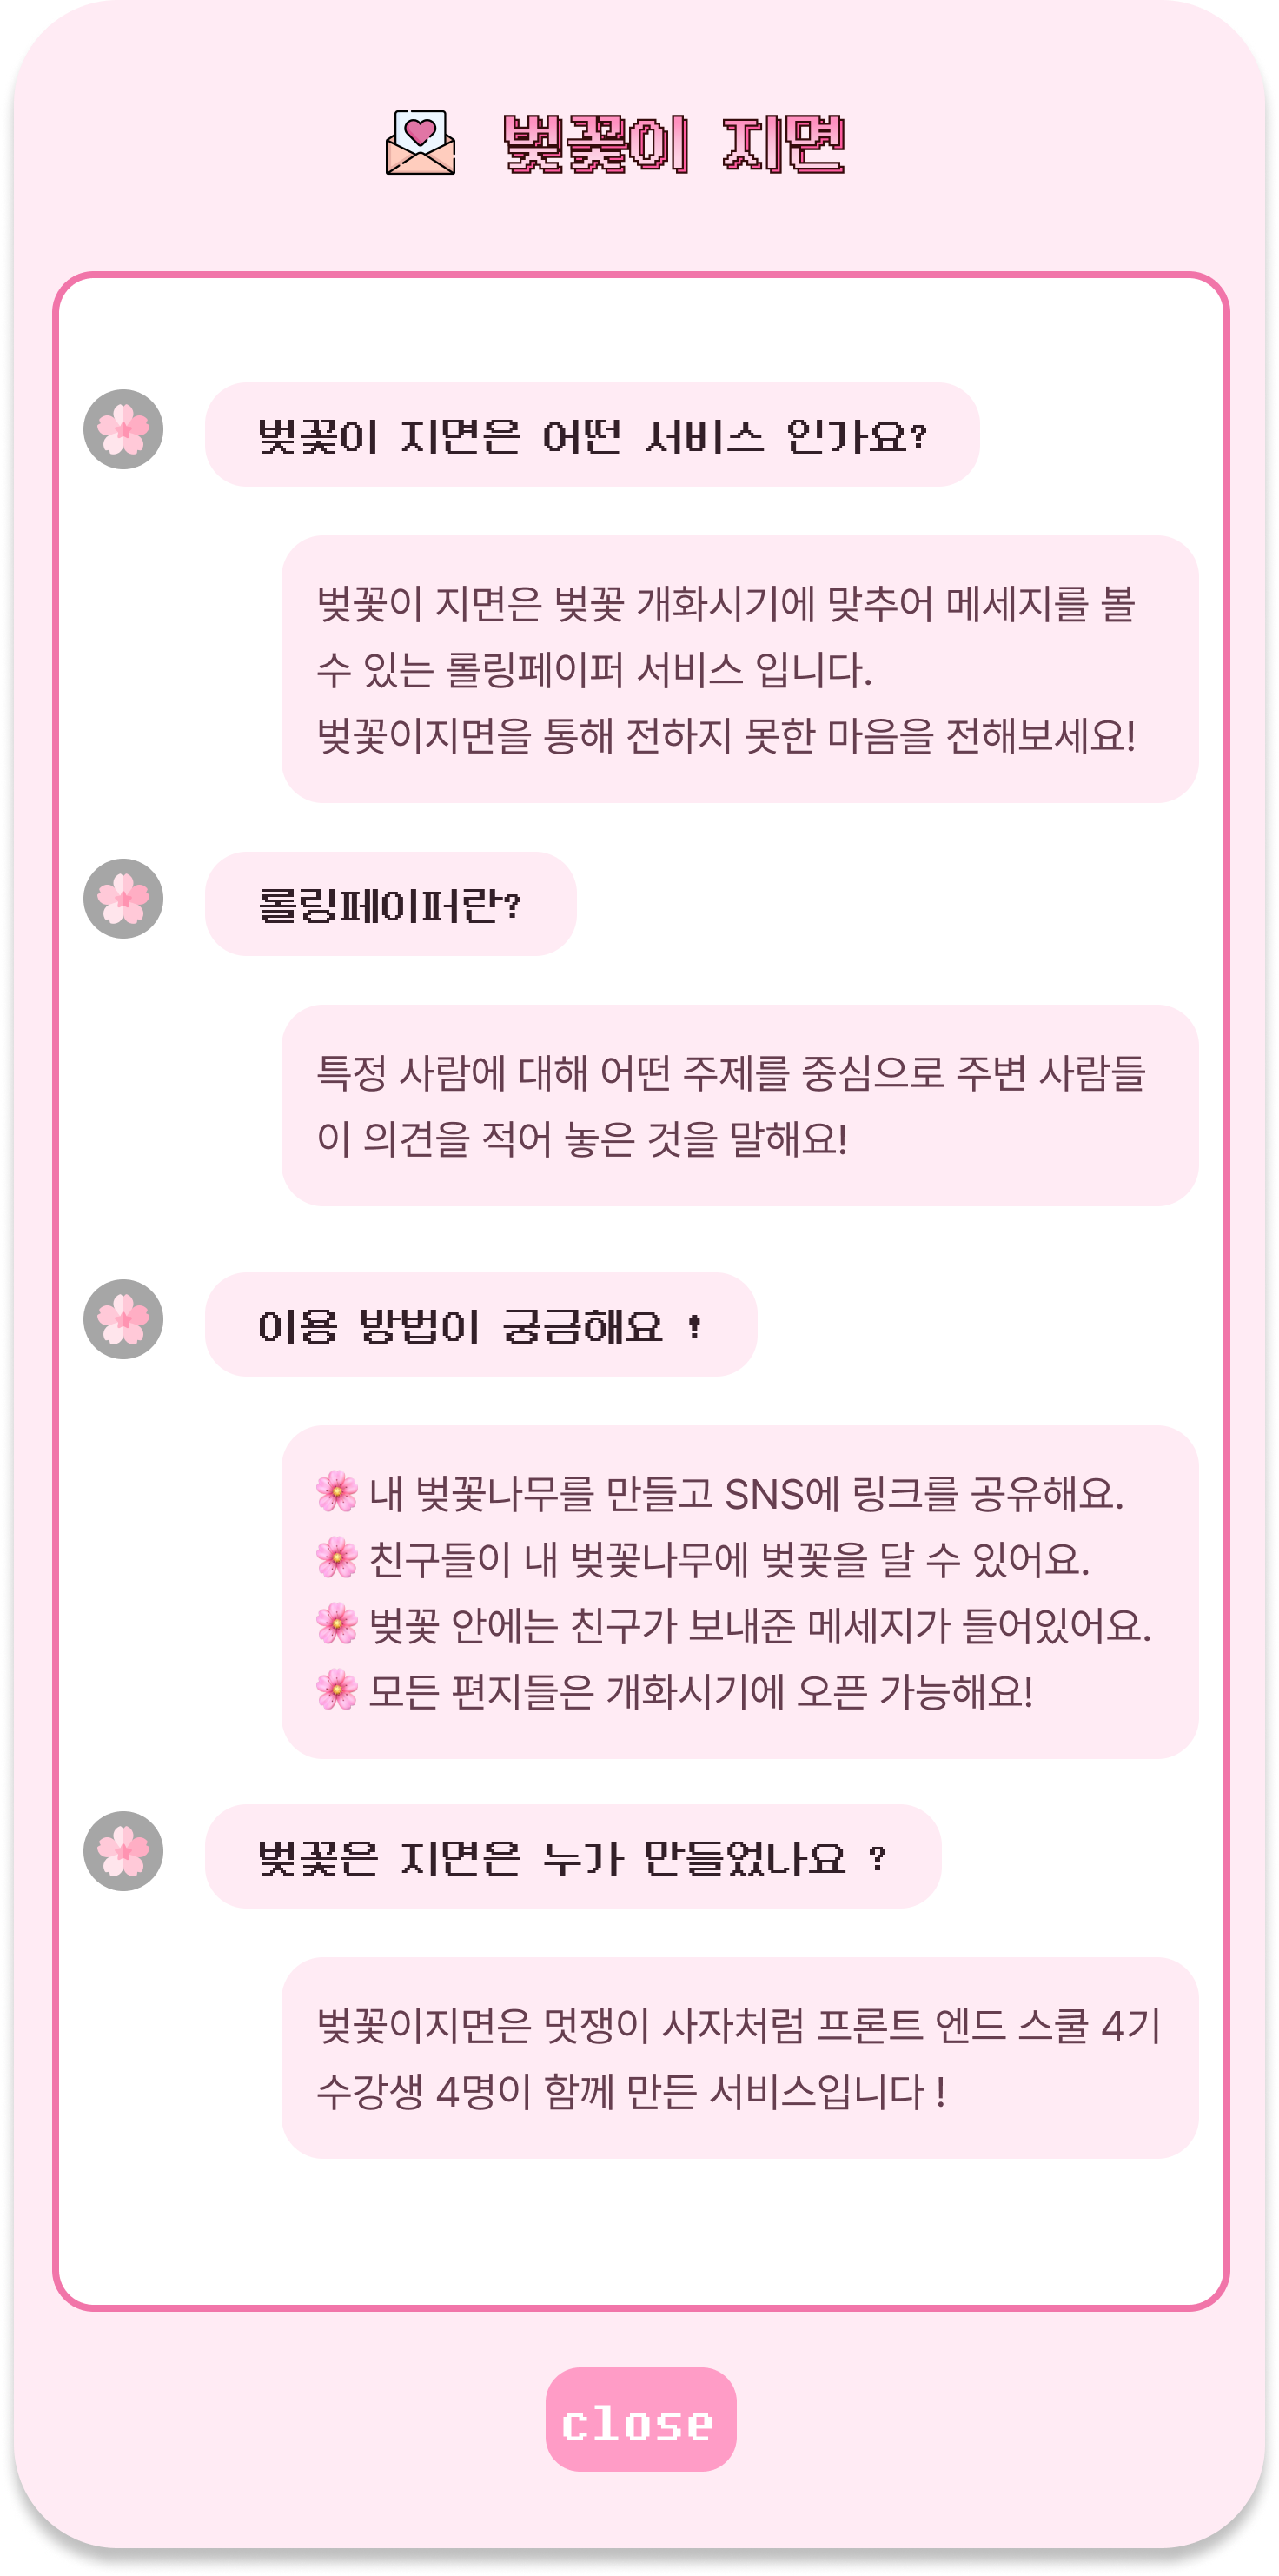 벚꽃이 지면
벚꽃이 지면은 어떤 서비스 인가요?
벚꽃이 지면은 벚꽃 개화시기에 맞추어 메세지를 볼
수 있는 롤링페이퍼 서비스 입니다.
벚꽃이지면을 통해 전하지 못한 마음을 전해보세요!
롤링페이퍼란?
특정 사람에 대해 어떤 주제를 중심으로 주변 사람들
이 의견을 적어 놓은 것을 말해요!
이용 방법이 궁금해요 !
🌸 내 벚꽃나무를 만들고 SNS에 링크를 공유해요.
🌸 친구들이 내 벚꽃나무에 벚꽃을 달 수 있어요.
🌸 벚꽃 안에는 친구가 보내준 메세지가 들어있어요.
🌸 모든 편지들은 개화시기에 오픈 가능해요!
벚꽃은 지면은 누가 만들었나요 ?
벚꽃이지면은 멋쟁이 사자처럼 프론트 엔드 스쿨 4기
수강생 4명이 함께 만든 서비스입니다 !
close